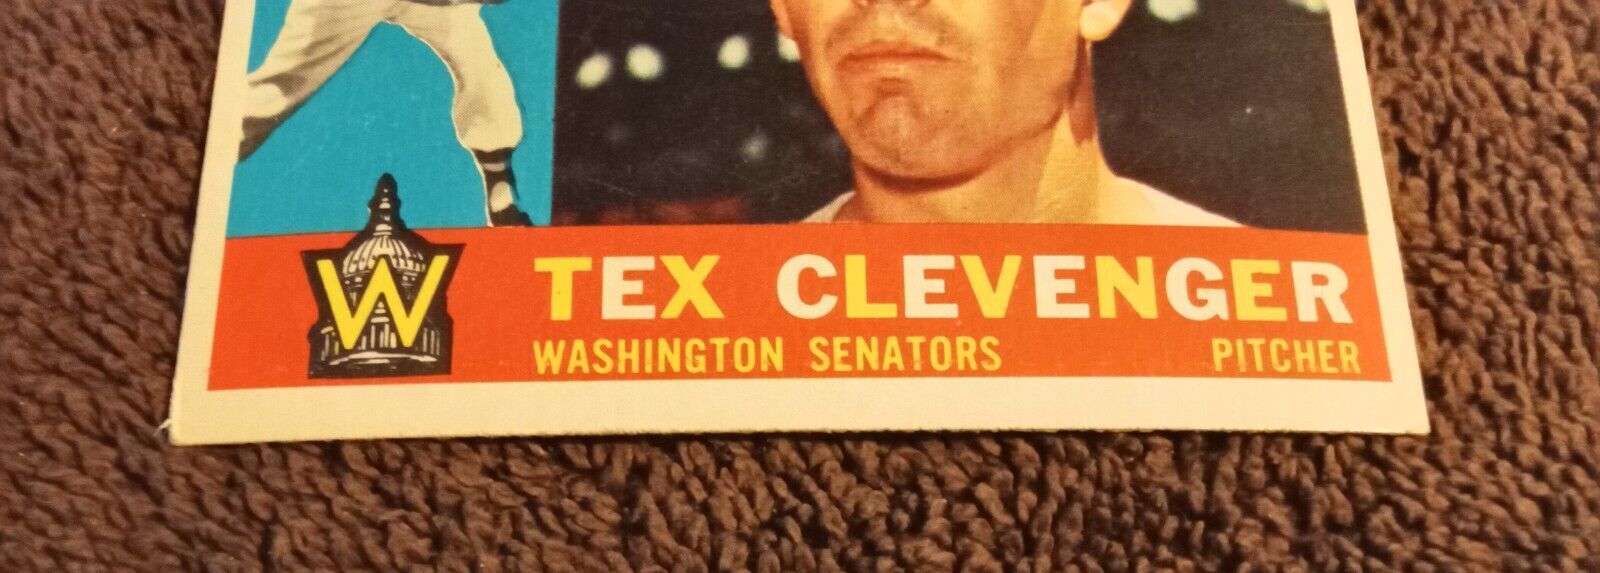 W
TEX CLEVENGER
WASHINGTON SENATORS PITCHER